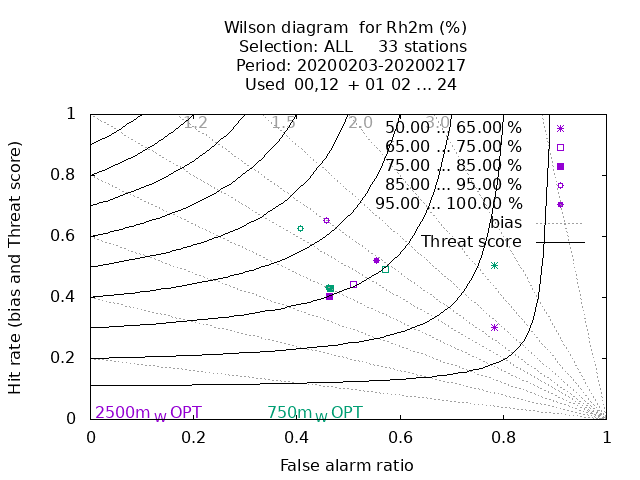 Wilson diagram  for Rh2m (%)
Selection: ALL     33 stations
Period: 20200203-20200217
Used  00,12  + 01 02 ... 24
1.2 1.5 2.0 3.0
50.00 ... 65.00 %
65.00 ... 75.00 %
75.00 ... 85.00 %
85.00 ... 95.00 %
95.00 ... 100.00 %
bias
Threat score
Hit rate (bias and Threat score)
1
0.8
0.6
0.4
0.2
0
2500m W OPT 750m W OPT
0 0.2 0.4 0.6 0.8 1
False alarm ratio